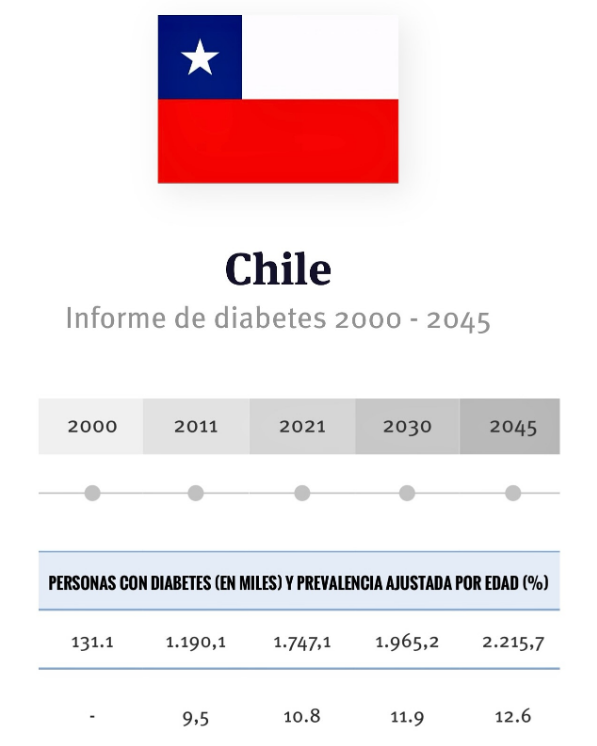 Chile
Informe de diabetes 2000 - 2045
2000 2011 2021 2030 2045
PERSONAS CON DIABETES (EN MILES) Y PREVALENCIA AJUSTADA POR EDAD (%)
131.1 1.190,1 1.747,1 1.965,2 2.215,7
- 9,5 10.8 11.9 12.6